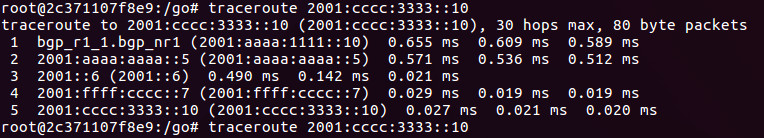 root@2c371107f8e9:/go# traceroute 2001:cccc:3333::10
traceroute to 2001:cccc:3333::10 (2001:cccc:3333::10), 30 hops max, 80 byte packets
 1  bgp_r1_1.bgp_nr1 (2001:aaaa:1111::10)  0.655 ms  0.609 ms  0.589 ms
 2  2001:aaaa:aaaa::5 (2001:aaaa:aaaa::5)  0.571 ms  0.536 ms  0.512 ms
 3  2001::6 (2001::6)  0.490 ms  0.142 ms  0.021 ms
 4  2001:ffff:cccc::7 (2001:ffff:cccc::7)  0.029 ms  0.019 ms  0.019 ms
 5  2001:cccc:3333::10 (2001:cccc:3333::10)  0.027 ms  0.021 ms  0.020 ms
root@2c371107f8e9:/go# traceroute 2001:cccc:3333::10